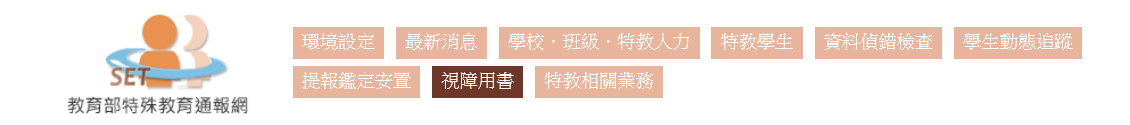 SET
教育部特殊教育通報網
環境設定 最新消息 學校‧班級‧特教人力 特教學生 資料偵錯檢查 學生動態追蹤
提報鑑定安置 視障用書 特教相關業務